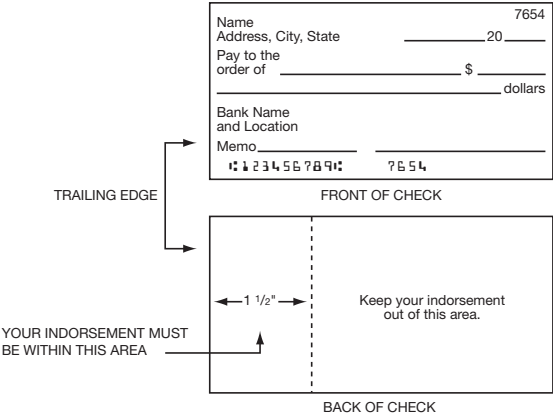 7654
Name
Address, City, State 20
Pay to the
order of $
dollars
Bank Name
and Location
Memo
⑆123456789⑆ 7654
TRAILING EDGE
FRONT OF CHECK
1 1/2"
Keep your indorsement
out of this area.
YOUR INDORSEMENT MUST
BE WITHIN THIS AREA
BACK OF CHECK